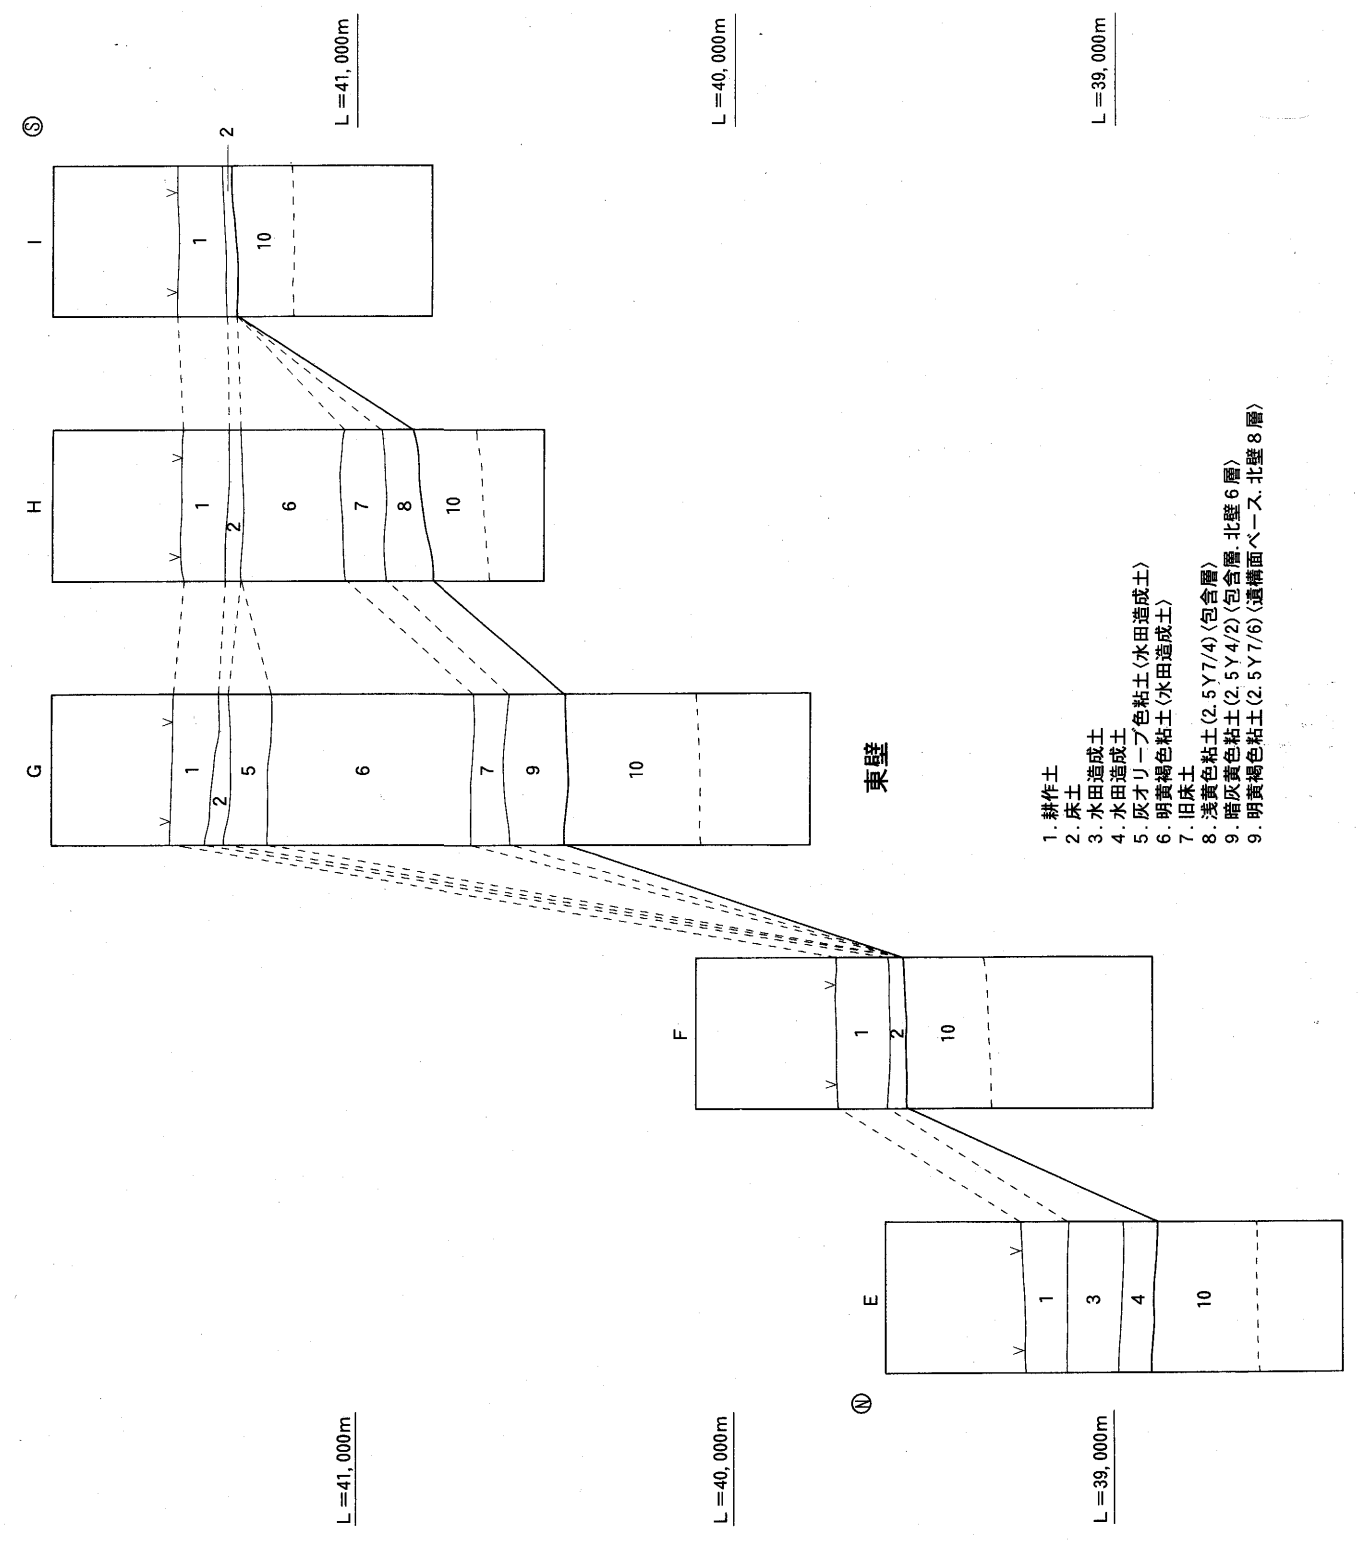 Ⓝ
Ⓢ
E
F
G
H
I
L＝41,000m
L＝40,000m
L＝39,000m
L＝41,000m
L＝40,000m
L＝39,000m
1
3
4
10
1
2
10
1
2
5
6
7
9
10
1
2
6
7
8
10
1
2
10
東壁
1. 耕作土
2. 床土
3. 水田造成土
4. 水田造成土
5. 灰オリーブ色粘土〈水田造成土〉
6. 明黄褐色粘土〈水田造成土〉
7. 旧床土
8. 浅黄色粘土(2.5Y7/4)〈包含層〉
9. 暗灰黄色粘土(2.5Y4/2)〈包含層. 北壁6層〉
9. 明黄褐色粘土(2.5Y7/6)〈遺構面ベース. 北壁8層〉